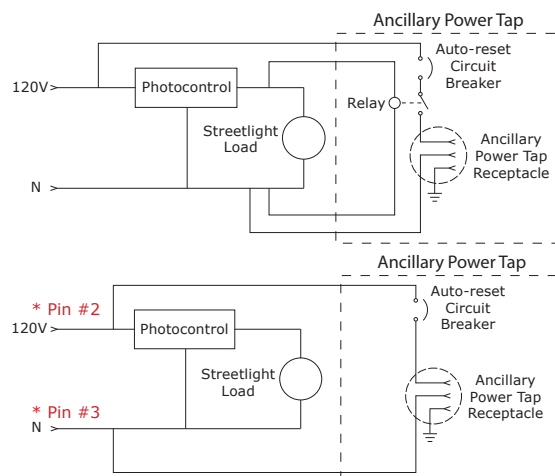 Ancillary Power Tap
Auto-reset
Circuit
Breaker
120V
Photocontrol
Relay
Streetlight
Load
Ancillary
Power Tap
Receptacle
N
Ancillary Power Tap
* Pin #2
Auto-reset
Circuit
Breaker
120V
Photocontrol
Streetlight
Load
Ancillary
Power Tap
Receptacle
* Pin #3
N